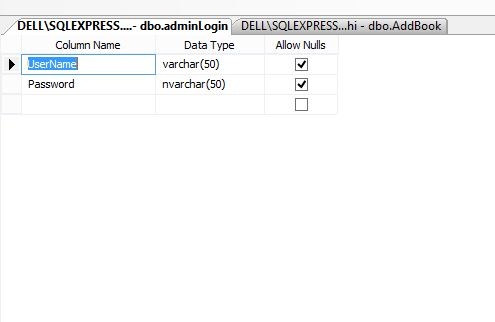 DELL\SQLEXPRESS....- dbo.adminLogin DELL\SQLEXPRESS...hi - dbo.AddBook
Column Name Data Type Allow Nulls
UserName varchar(50)
Password nvarchar(50)